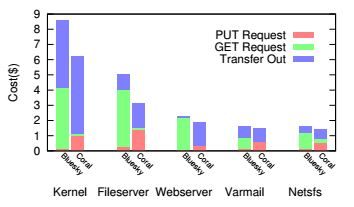 9
8
7
6
5
4
3
2
1
0
Cost($)
PUT Request
GET Request
Transfer Out
Bluesky Coral Bluesky Coral Bluesky Coral Bluesky Coral Bluesky Coral
Kernel Fileserver Webserver Varmail Netsfs